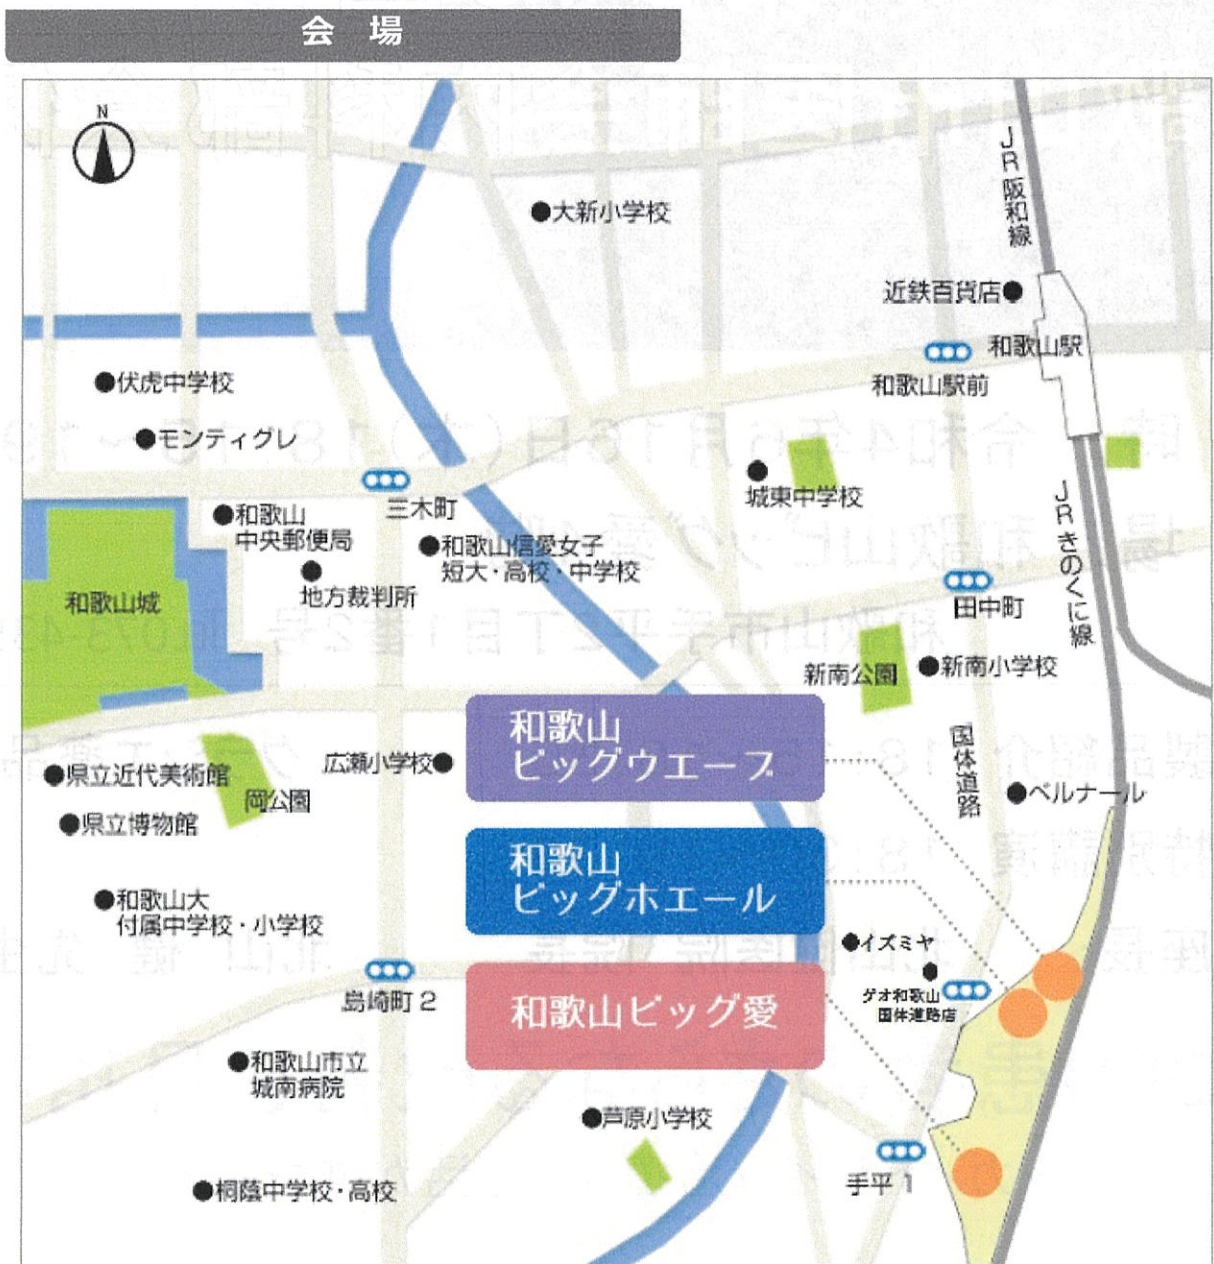 会 場
N
JR阪和線
大新小学校
近鉄百貨店
和歌山駅
和歌山駅前
伏虎中学校
モンティグレ
三木町
城東中学校
和歌山
中央郵便局
和歌山信愛女子
短大・高校・中学校
JRきのくに線
地方裁判所
和歌山城
田中町
新南公園
新南小学校
和歌山
ビッグウエーブ
国体道路
広瀬小学校
県立近代美術館
岡公園
ベルナール
県立博物館
和歌山
ビッグホエール
和歌山大
付属中学校・小学校
イズミヤ
島崎町 2
ゲオ和歌山
国体道路店
和歌山ビッグ愛
和歌山市立
城南病院
芦原小学校
手平 1
桐蔭中学校・高校